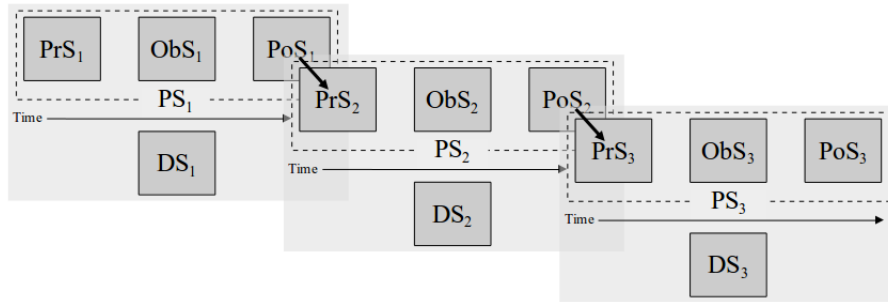 PrS₁ ObS₁ PoS₁
PS₁
Time
DS₁
PrS₂ ObS₂ PoS₂
PS₂
Time
DS₂
PrS₃ ObS₃ PoS₃
PS₃
Time
DS₃